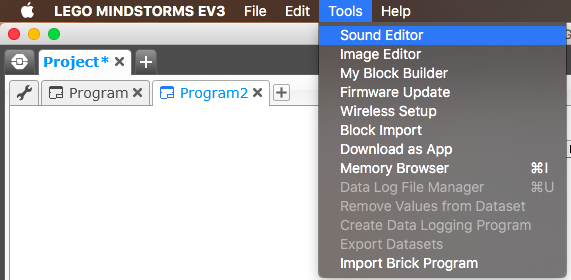 LEGO MINDSTORMS EV3 File Edit Tools Help
Sound Editor
Project*
Image Editor
My Block Builder
Program Program2
Firmware Update
Wireless Setup
Block Import
Download as App
Memory Browser ⌘I
Data Log File Manager ⌘U
Remove Values from Dataset
Create Data Logging Program
Export Datasets
Import Brick Program